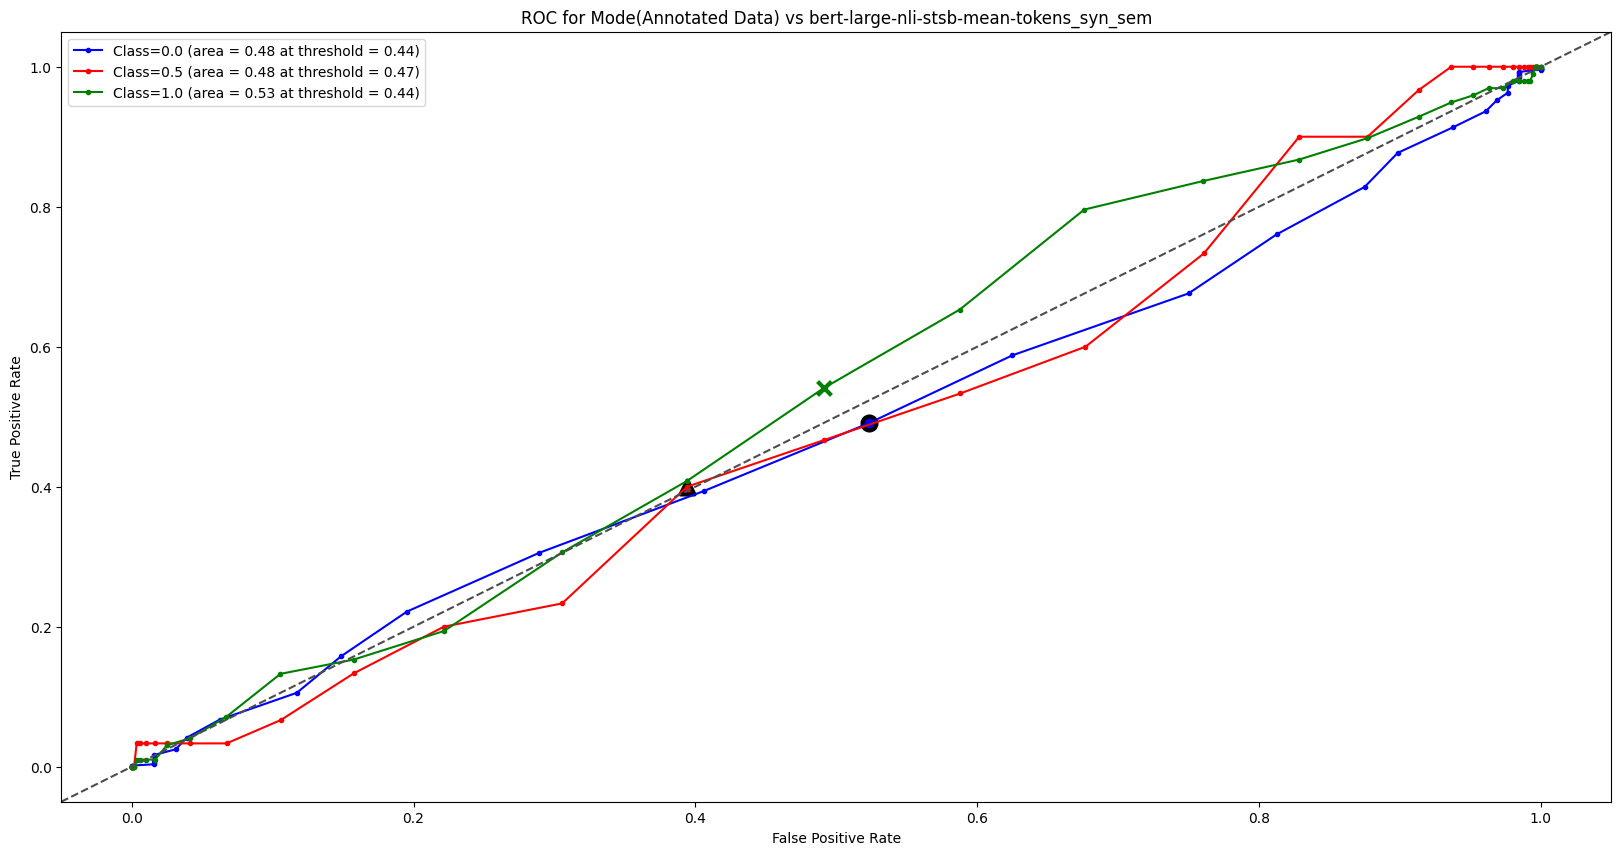 ROC for Mode(Annotated Data) vs bert-large-nli-stsb-mean-tokens_syn_sem
Class=0.0 (area = 0.48 at threshold = 0.44)
Class=0.5 (area = 0.48 at threshold = 0.47)
Class=1.0 (area = 0.53 at threshold = 0.44)
True Positive Rate
1.0
0.8
0.6
0.4
0.2
0.0
0.0 0.2 0.4 0.6 0.8 1.0
False Positive Rate